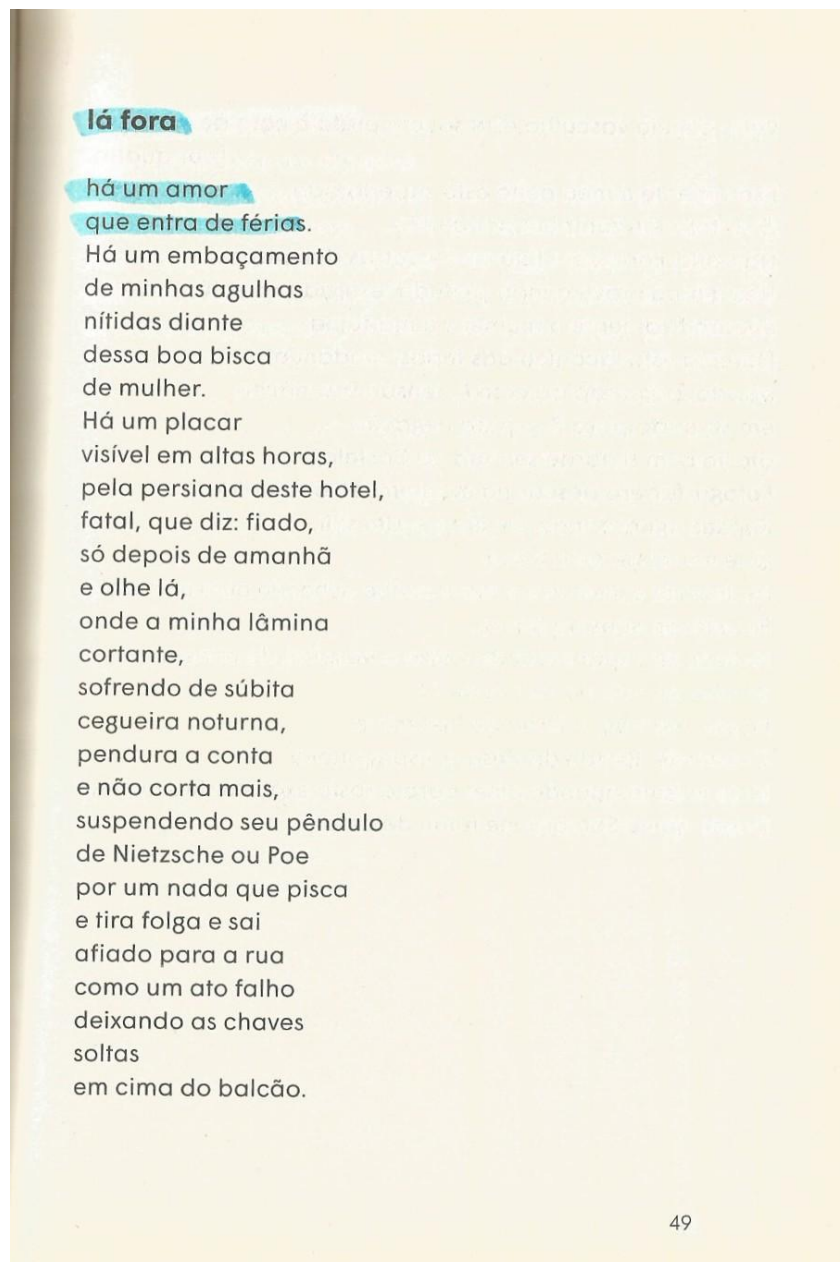 lá fora
há um amor
que entra de férias.
Há um embaçamento
de minhas agulhas
nítidas diante
dessa boa bisca
de mulher.
Há um placar
visível em altas horas,
pela persiana deste hotel,
fatal, que diz: fiado,
só depois de amanhã
e olhe lá,
onde a minha lâmina
cortante,
sofrendo de súbita
cegueira noturna,
pendura a conta
e não corta mais,
suspendendo seu pêndulo
de Nietzsche ou Poe
por um nada que pisca
e tira folga e sai
afiado para a rua
como um ato falho
deixando as chaves
soltas
em cima do balcão.
49